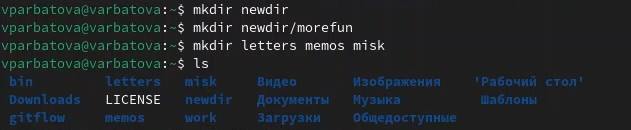 vparbatova@varbatova:~$ mkdir newdir
vparbatova@varbatova:~$ mkdir newdir/morefun
vparbatova@varbatova:~$ mkdir letters memos misk
vparbatova@varbatova:~$ ls
bin letters misk Видео Изображения 'Рабочий стол'
Downloads LICENSE newdir Документы Музыка Шаблоны
gitflow memos work Загрузки Общедоступные